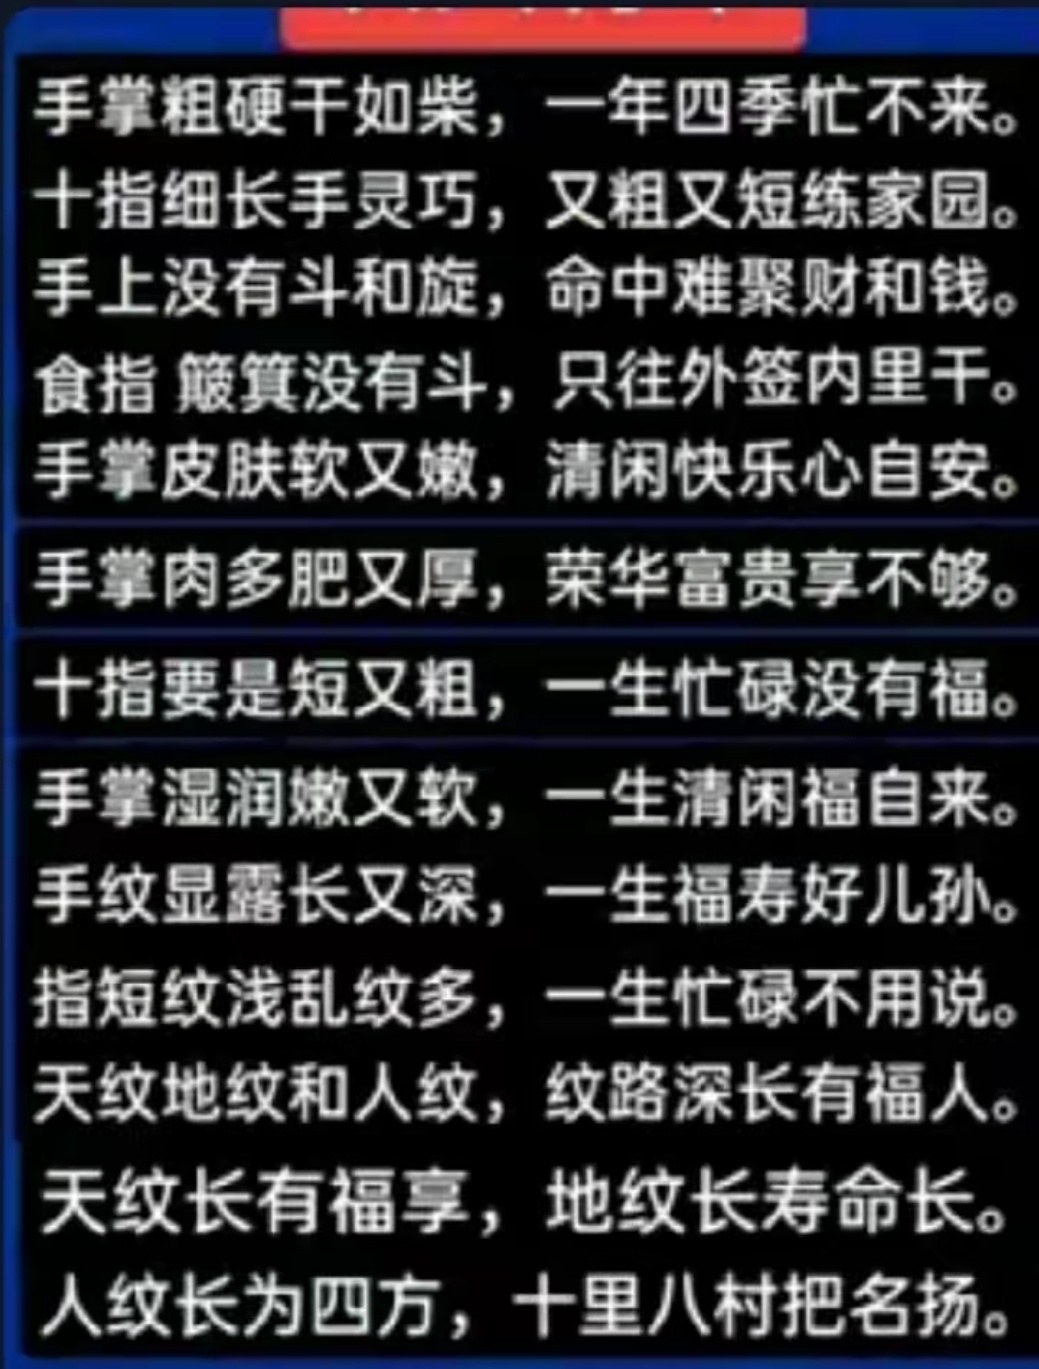 手掌粗硬干如柴，一年四季忙不来。
十指细长手灵巧，又粗又短练家园。
手上没有斗和旋，命中难聚财和钱。
食指 簸箕没有斗，只往外签内里干。
手掌皮肤软又嫩，清闲快乐心自安。
手掌肉多肥又厚，荣华富贵享不够。
十指要是短又粗，一生忙碌没有福。
手掌湿润嫩又软，一生清闲福自来。
手纹显露长又深，一生福寿好儿孙。
指短纹浅乱纹多，一生忙碌不用说。
天纹地纹和人纹，纹路深长有福人。
天纹长有福享，地纹长寿命长。
人纹长为四方，十里八村把名扬。